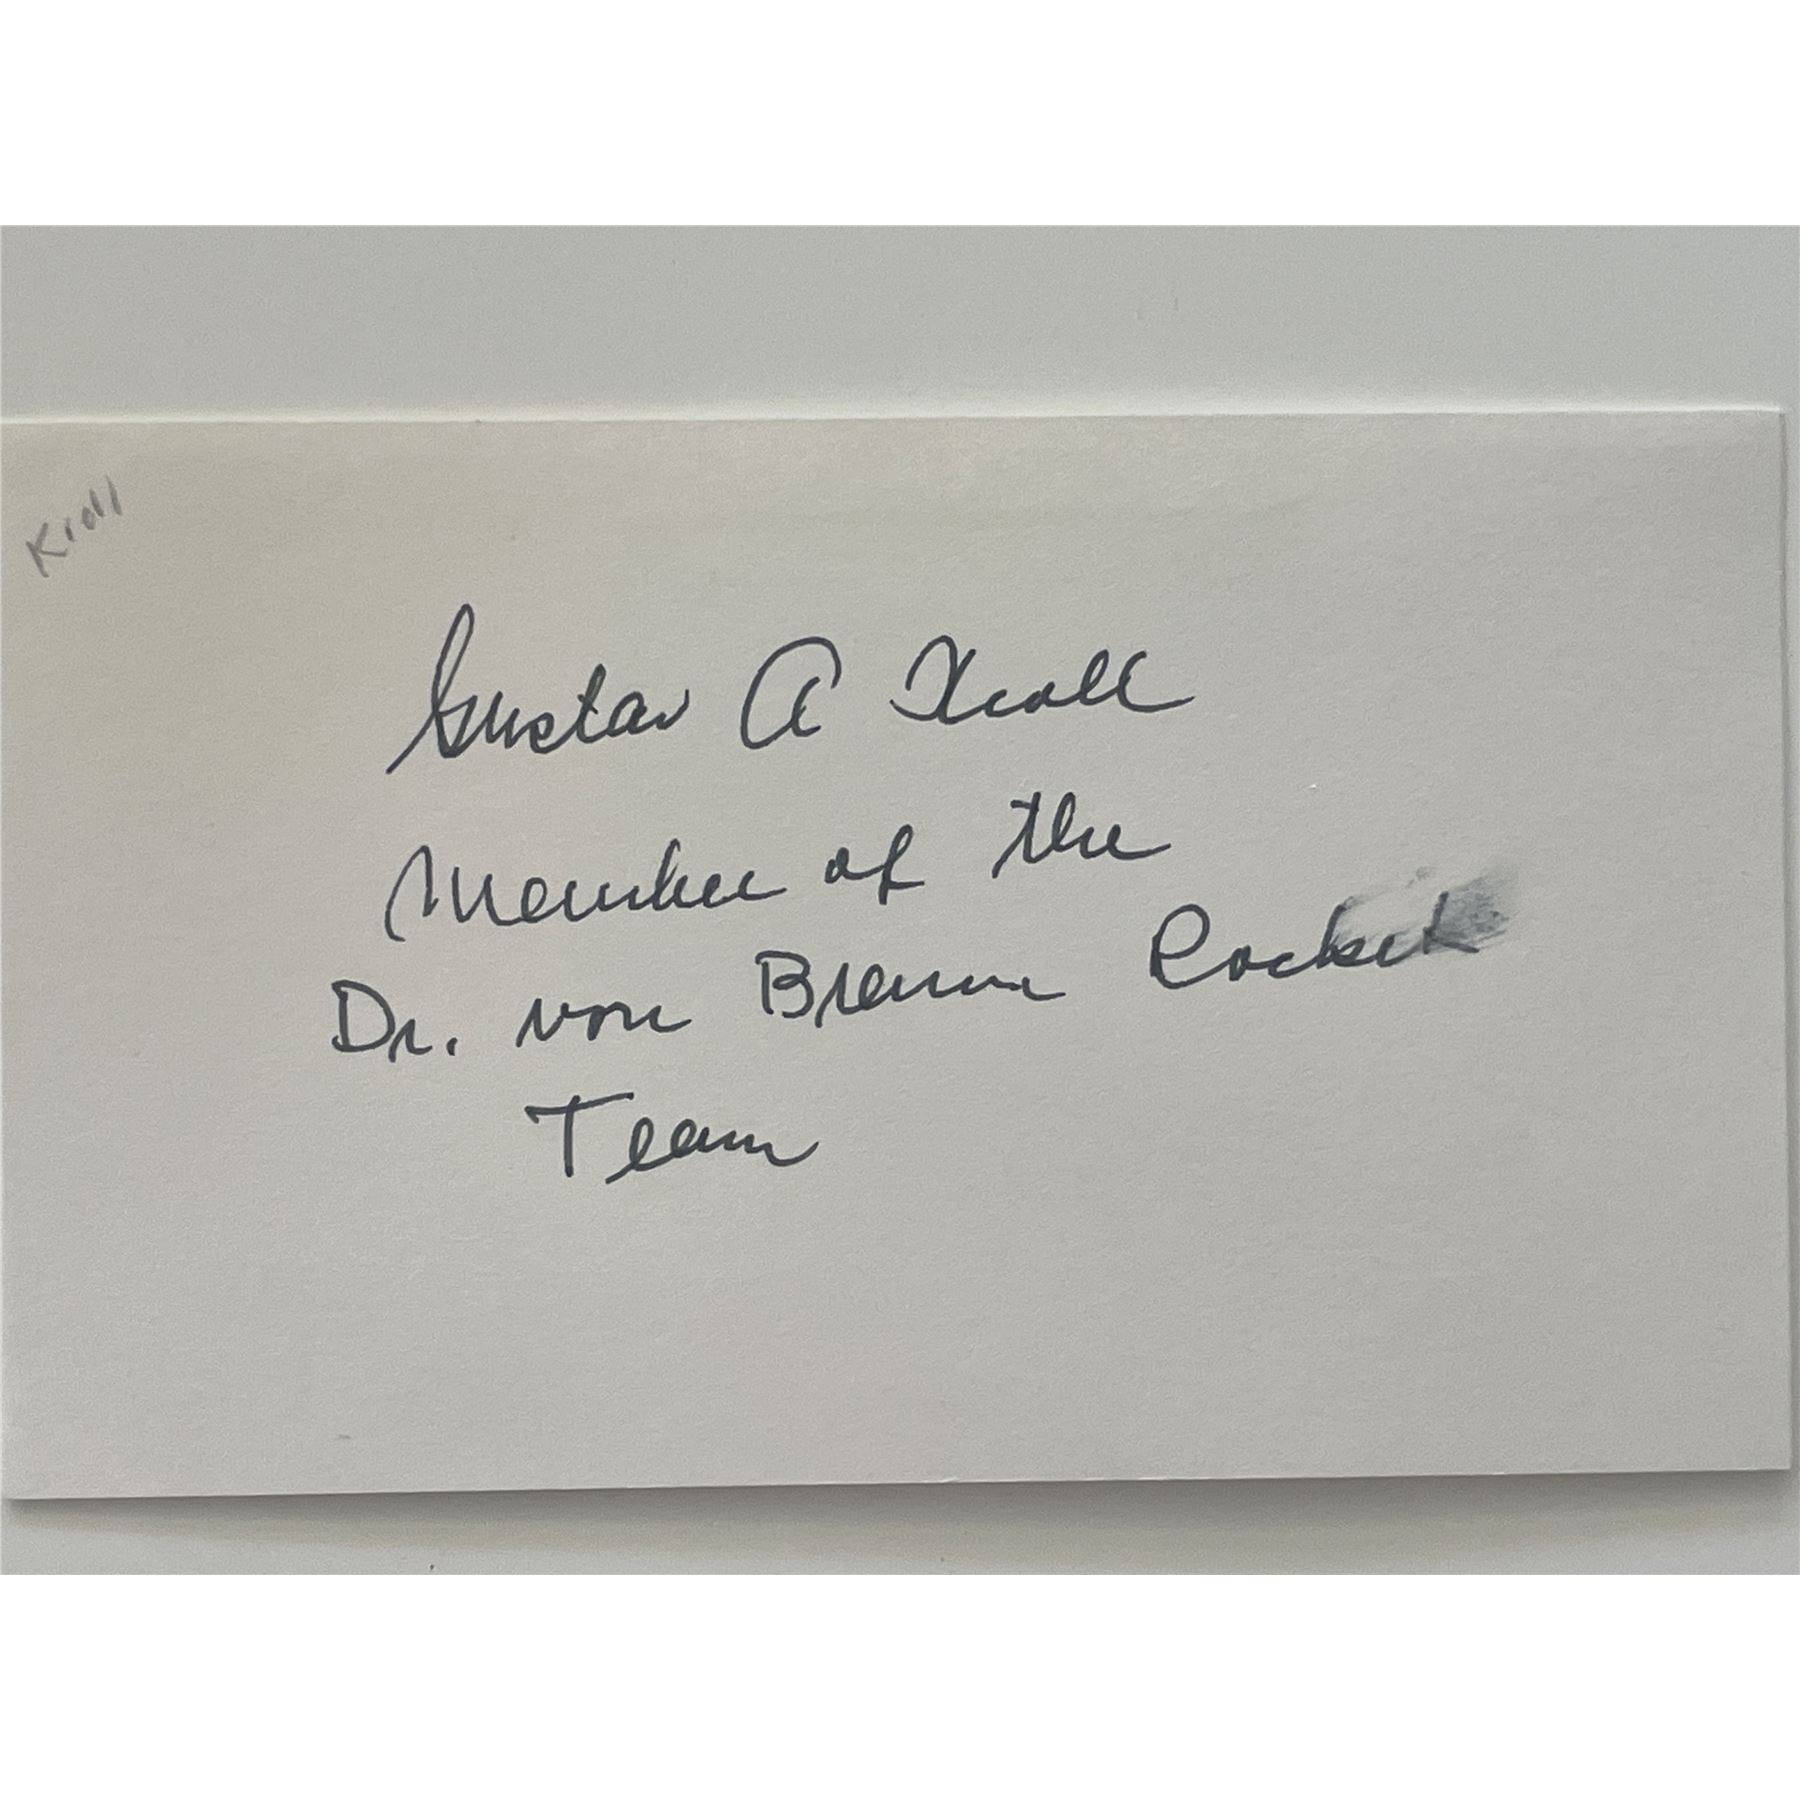 Kroll
Gustav A Kroll
Member of the
Dr. von Braun Rocket
Team